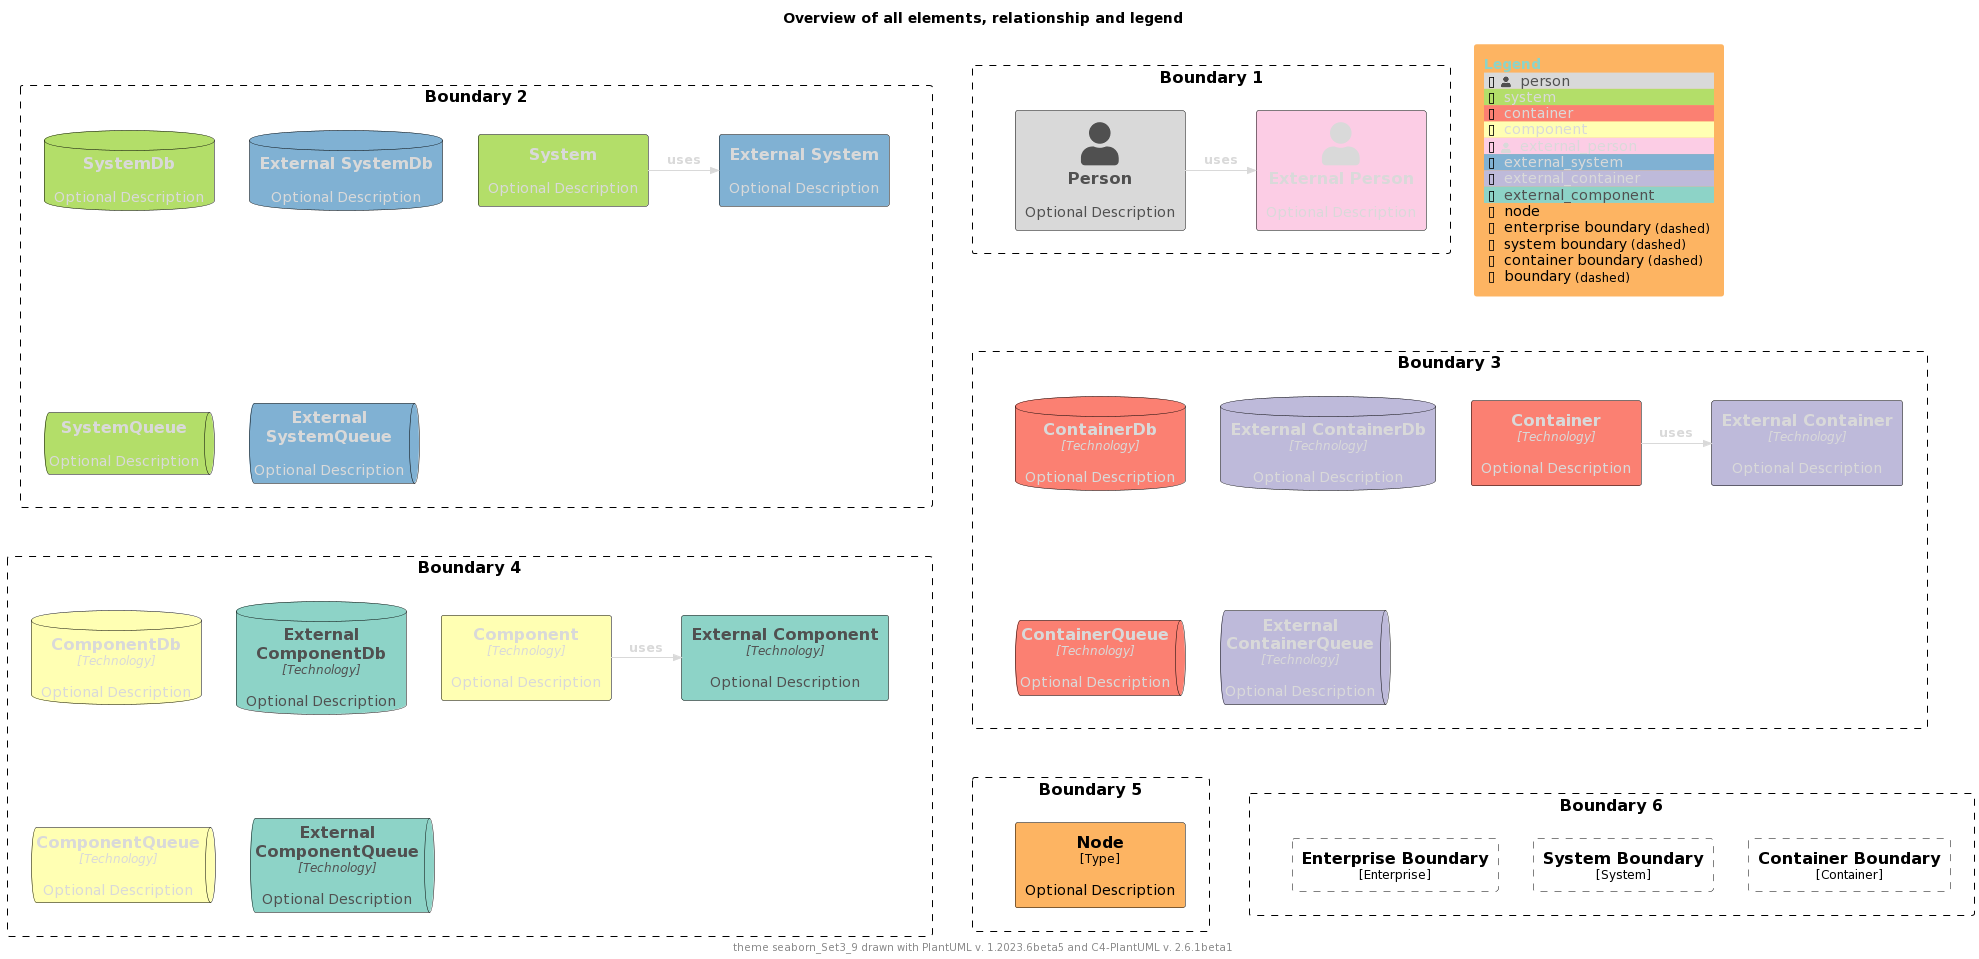 Overview of all elements, relationship and legend
Boundary 2
SystemDb
Optional Description
External SystemDb
Optional Description
System
Optional Description
uses
External System
Optional Description
SystemQueue
Optional Description
External
SystemQueue
Optional Description
Boundary 1
Person
Optional Description
uses
External Person
Optional Description
Legend
person
system
container
component
external_person
external_system
external_container
external_component
node
enterprise boundary (dashed)
system boundary (dashed)
container boundary (dashed)
boundary (dashed)
Boundary 3
ContainerDb
[Technology]
Optional Description
External ContainerDb
[Technology]
Optional Description
Container
[Technology]
Optional Description
uses
External Container
[Technology]
Optional Description
ContainerQueue
[Technology]
Optional Description
External
ContainerQueue
[Technology]
Optional Description
Boundary 4
ComponentDb
[Technology]
Optional Description
External
ComponentDb
[Technology]
Optional Description
Component
[Technology]
Optional Description
uses
External Component
[Technology]
Optional Description
ComponentQueue
[Technology]
Optional Description
External
ComponentQueue
[Technology]
Optional Description
Boundary 5
Node
[Type]
Optional Description
Boundary 6
Enterprise Boundary
[Enterprise]
System Boundary
[System]
Container Boundary
[Container]
theme seaborn_Set3_9 drawn with PlantUML v. 1.2023.6beta5 and C4-PlantUML v. 2.6.1beta1